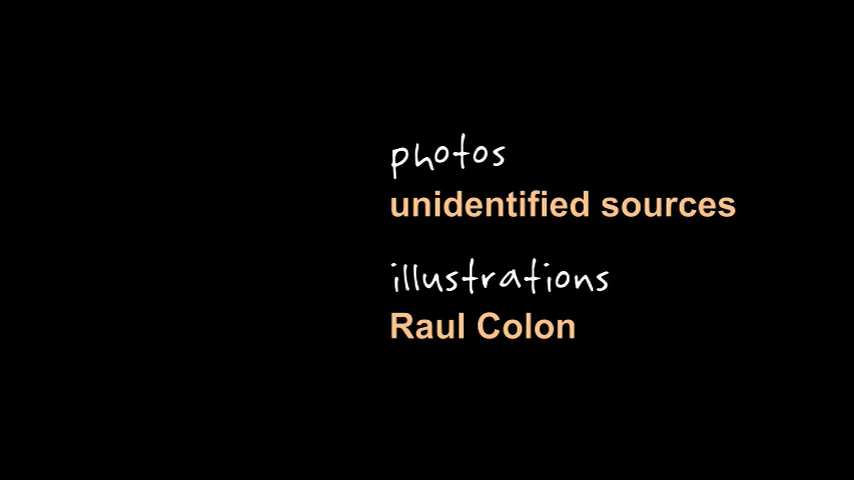 photos
unidentified sources
illustrations
Raul Colon